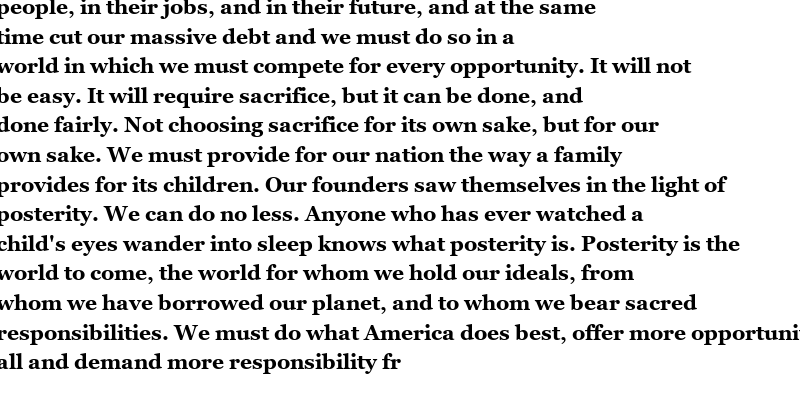 people, in their jobs, and in their future, and at the same
time cut our massive debt and we must do so in a
world in which we must compete for every opportunity. It will not
be easy. It will require sacrifice, but it can be done, and
done fairly. Not choosing sacrifice for its own sake, but for our
own sake. We must provide for our nation the way a family
provides for its children. Our founders saw themselves in the light of
posterity. We can do no less. Anyone who has ever watched a
child's eyes wander into sleep knows what posterity is. Posterity is the
world to come, the world for whom we hold our ideals, from
whom we have borrowed our planet, and to whom we bear sacred
responsibilities. We must do what America does best, offer more opportuni
all and demand more responsibility fr